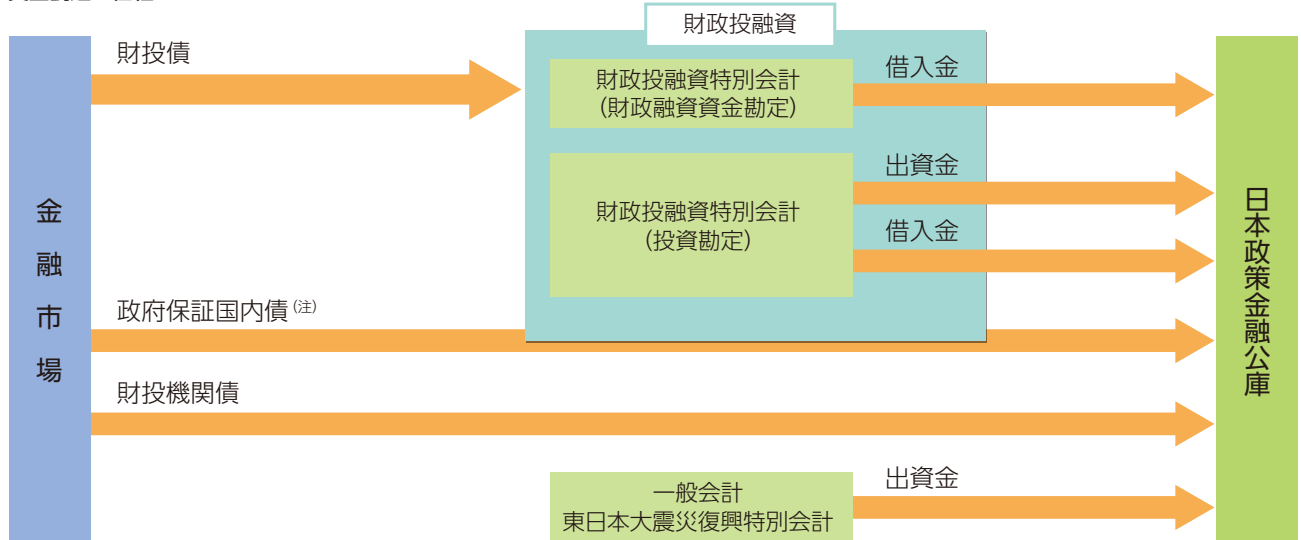 財政投融資
財投債
財政投融資特別会計
(財政融資資金勘定)
借入金
出資金
財政投融資特別会計
(投資勘定)
借入金
金融市場
日本政策金融公庫
政府保証国内債(注)
財投機関債
出資金
一般会計
東日本大震災復興特別会計